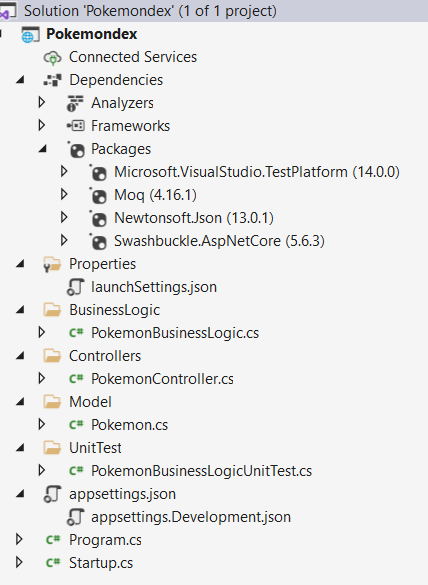 Solution 'Pokemondex' (1 of 1 project)
Pokemondex
Connected Services
Dependencies
Analyzers
Frameworks
Packages
Microsoft.VisualStudio.TestPlatform (14.0.0)
Moq (4.16.1)
Newtonsoft.Json (13.0.1)
Swashbuckle.AspNetCore (5.6.3)
Properties
launchSettings.json
BusinessLogic
C# PokemonBusinessLogic.cs
Controllers
C# PokemonController.cs
Model
C# Pokemon.cs
UnitTest
C# PokemonBusinessLogicUnitTest.cs
appsettings.json
appsettings.Development.json
C# Program.cs
C# Startup.cs